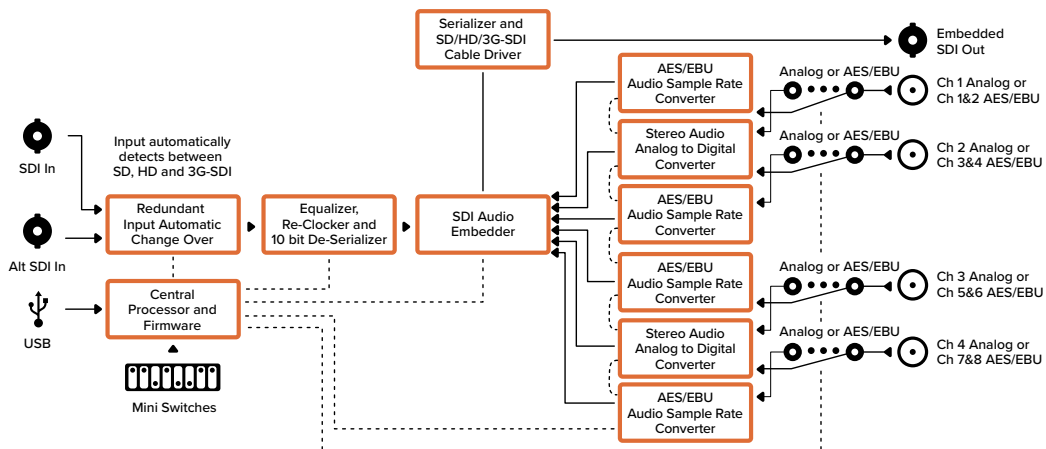 Serializer and
SD/HD/3G-SDI
Cable Driver
Embedded
SDI Out
AES/EBU
Audio Sample Rate
Converter
Analog or AES/EBU
Ch 1 Analog or
Ch 1&2 AES/EBU
SDI In
Input automatically
detects between
SD, HD and 3G-SDI
Stereo Audio
Analog to Digital
Converter
Analog or AES/EBU
Ch 2 Analog or
Ch 3&4 AES/EBU
Alt SDI In
Redundant
Input Automatic
Change Over
Equalizer,
Re-Clocker and
10 bit De-Serializer
SDI Audio
Embedder
AES/EBU
Audio Sample Rate
Converter
USB
Central
Processor and
Firmware
AES/EBU
Audio Sample Rate
Converter
Analog or AES/EBU
Ch 3 Analog or
Ch 5&6 AES/EBU
Stereo Audio
Analog to Digital
Converter
Analog or AES/EBU
Ch 4 Analog or
Ch 7&8 AES/EBU
Mini Switches
AES/EBU
Audio Sample Rate
Converter